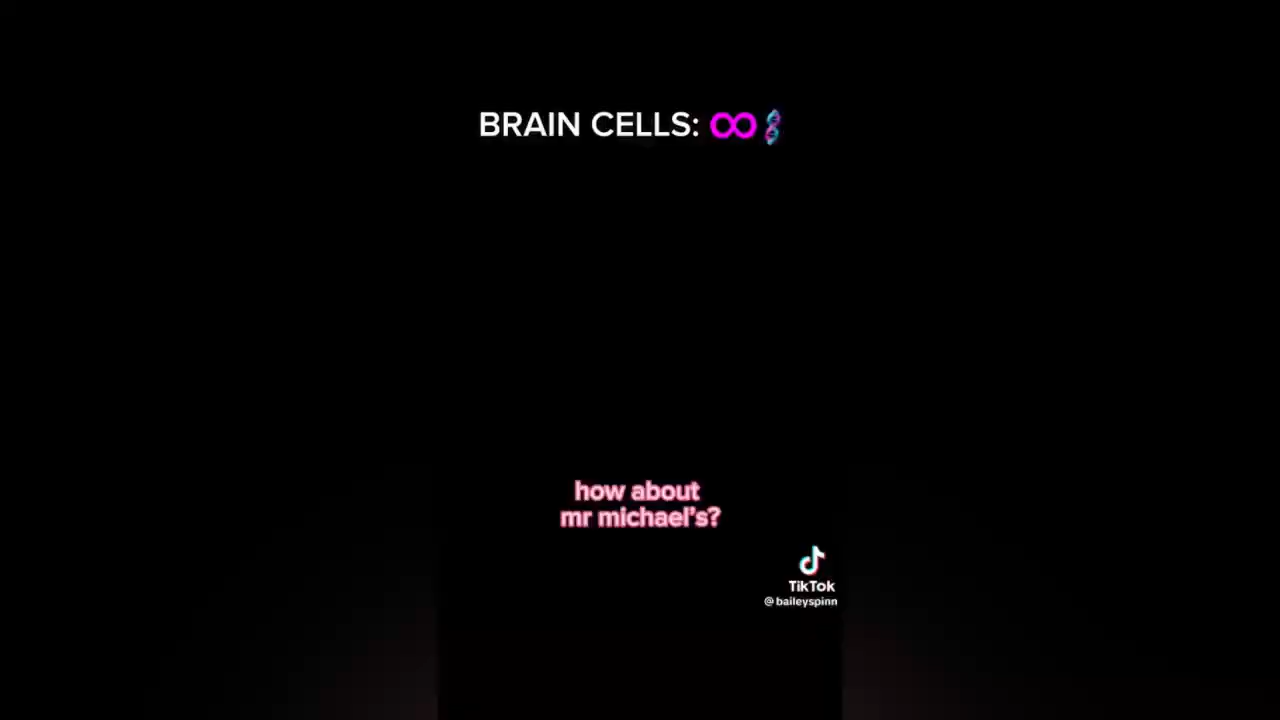 BRAIN CELLS: ∞🧬
how about
mr michael's?
TikTok
@baileyspinn